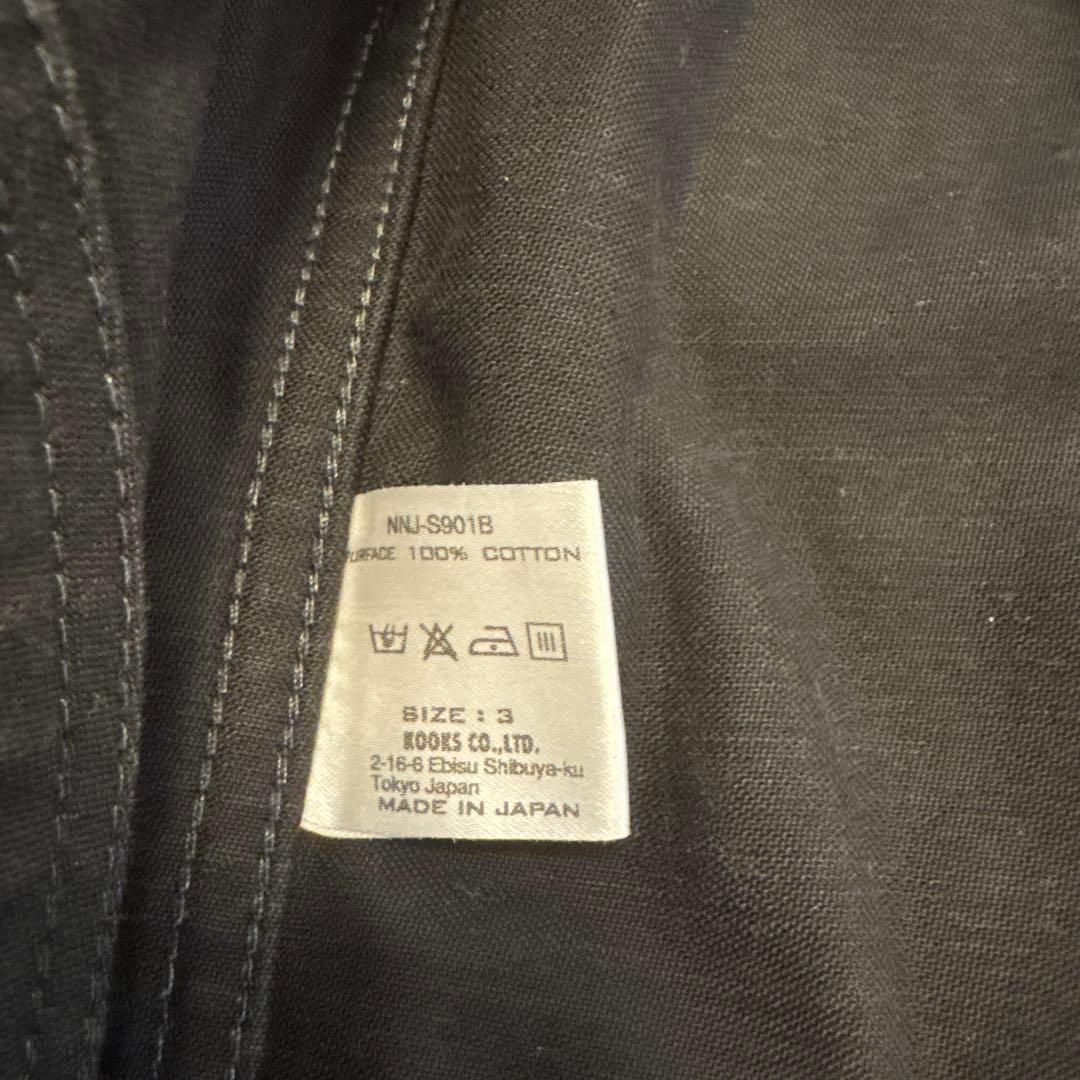 NNJ-S901B
SURFACE 100% COTTON
SIZE : 3
KOOKS CO.,LTD.
2-16-6 Ebisu Shibuya-ku
Tokyo Japan
MADE IN JAPAN